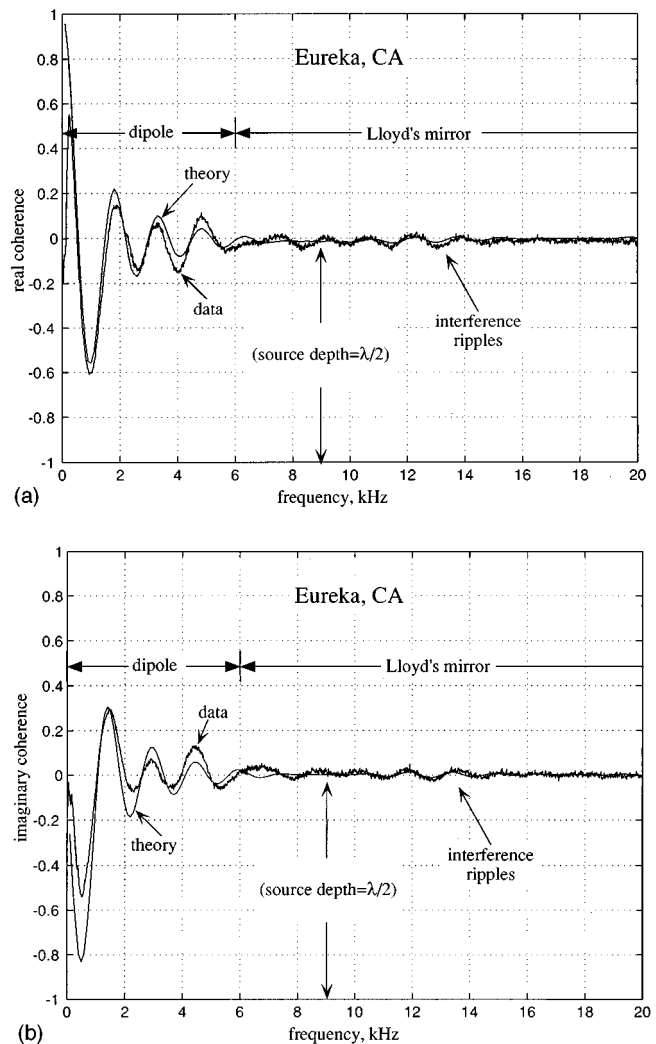 1
0.8
Eureka, CA
0.6
dipole
Lloyd's mirror
0.4
theory
0.2
real coherence
0
-0.2
data
interference
ripples
-0.4
(source depth=λ/2)
-0.6
-0.8
-1
0 2 4 6 8 10 12 14 16 18 20
(a)
frequency, kHz
1
0.8
Eureka, CA
0.6
dipole
Lloyd's mirror
0.4
data
0.2
imaginary coherence
0
-0.2
theory
interference
ripples
-0.4
(source depth=λ/2)
-0.6
-0.8
-1
0 2 4 6 8 10 12 14 16 18 20
(b)
frequency, kHz